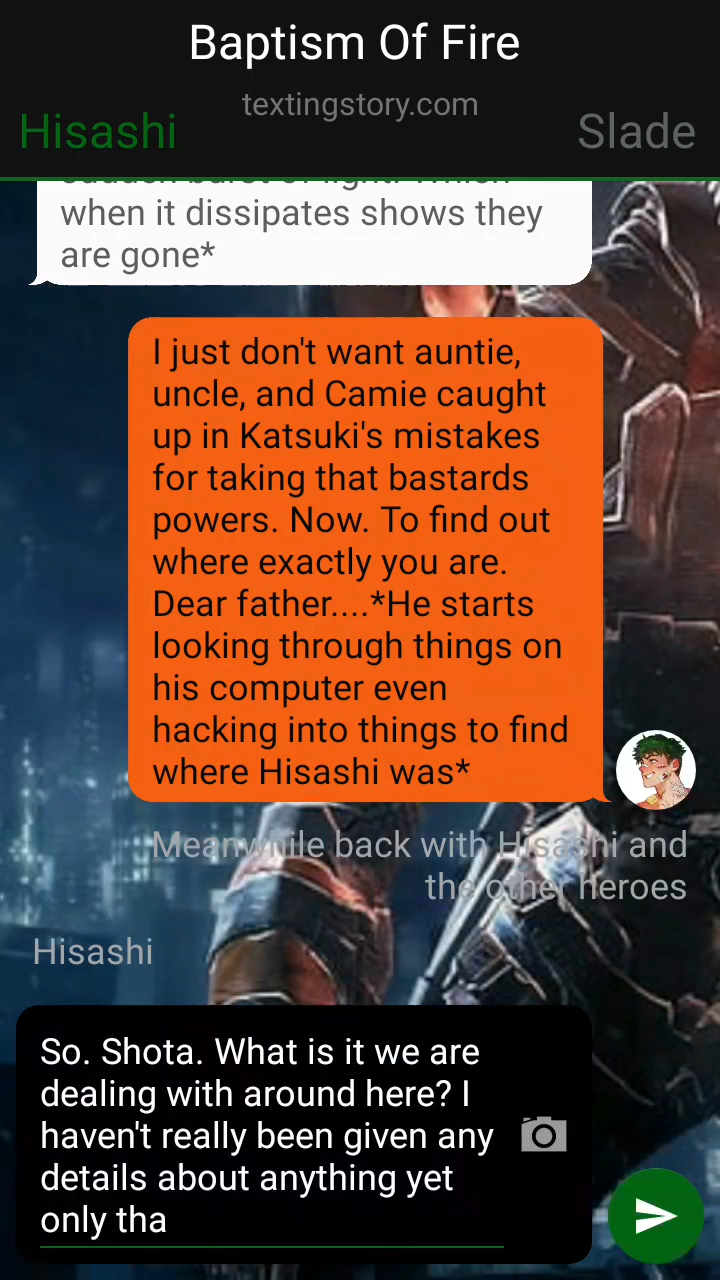 Baptism Of Fire
textingstory.com
Hisashi
Slade
when it dissipates shows they
are gone*
I just don't want auntie,
uncle, and Camie caught
up in Katsuki's mistakes
for taking that bastards
powers. Now. To find out
where exactly you are.
Dear father....*He starts
looking through things on
his computer even
hacking into things to find
where Hisashi was*
Meanwhile back with Hisashi and
the other heroes
Hisashi
So. Shota. What is it we are
dealing with around here? I
haven't really been given any
details about anything yet
only tha